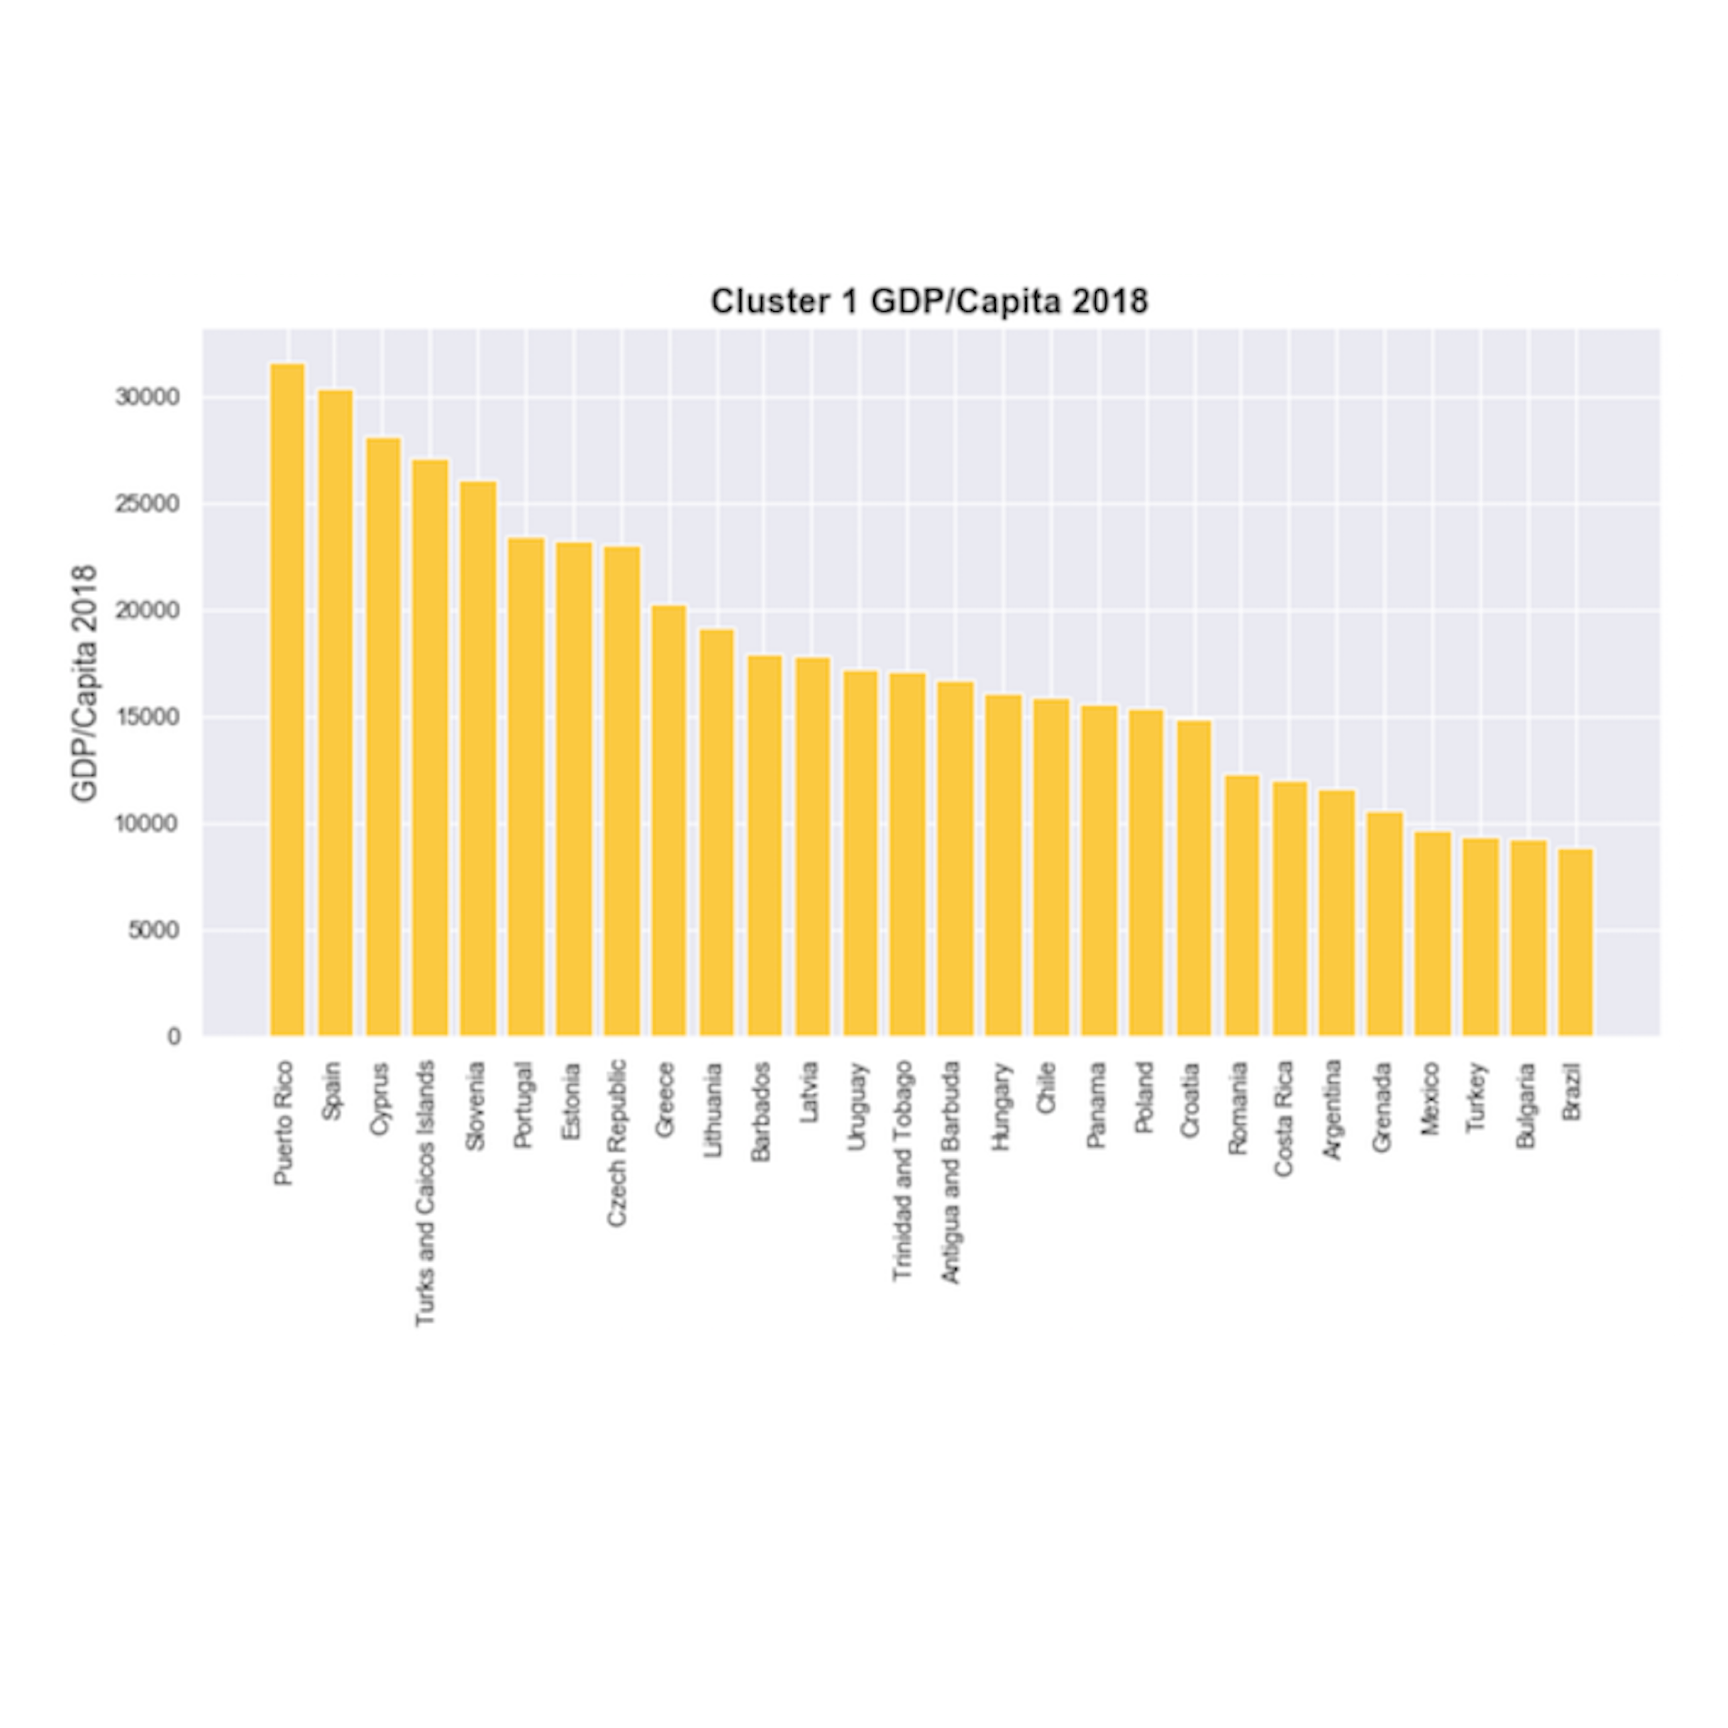 Cluster 1 GDP/Capita 2018
GDP/Capita 2018
30000
25000
20000
15000
10000
5000
0
Puerto Rico
Spain
Cyprus
Turks and Caicos Islands
Slovenia
Portugal
Estonia
Czech Republic
Greece
Lithuania
Barbados
Latvia
Uruguay
Trinidad and Tobago
Antigua and Barbuda
Hungary
Chile
Panama
Poland
Croatia
Romania
Costa Rica
Argentina
Grenada
Mexico
Turkey
Bulgaria
Brazil